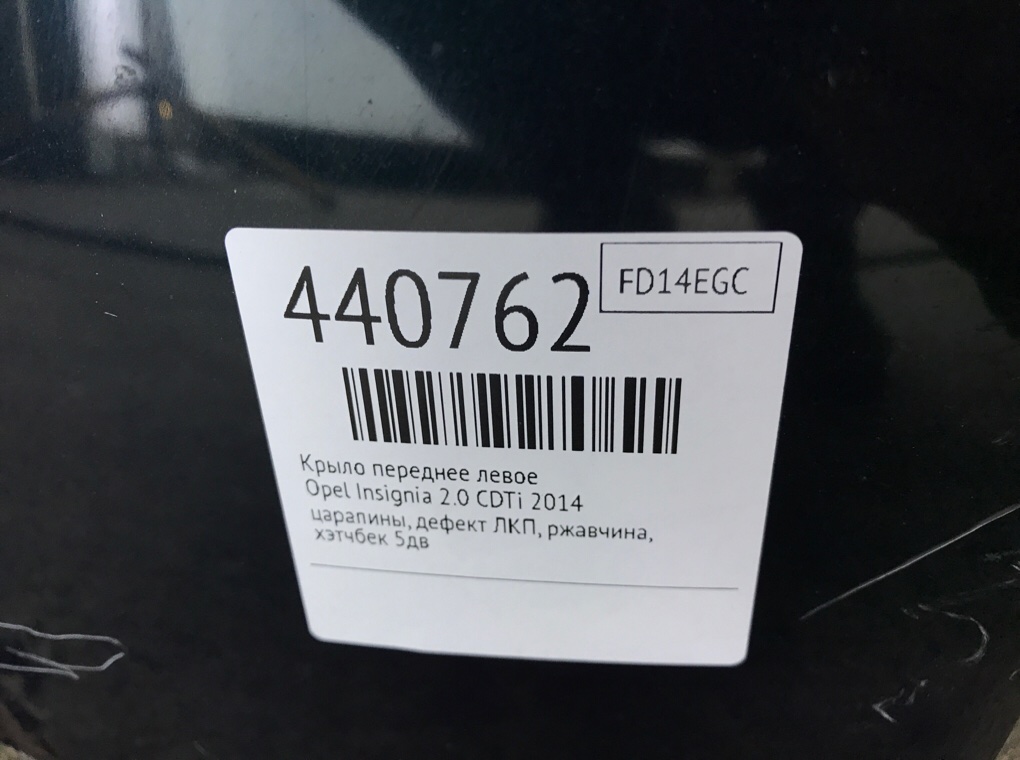 440762
FD14EGC
Крыло переднее левое
Opel Insignia 2.0 CDTi 2014
царапины, дефект ЛКП, ржавчина,
хэтчбек 5дв